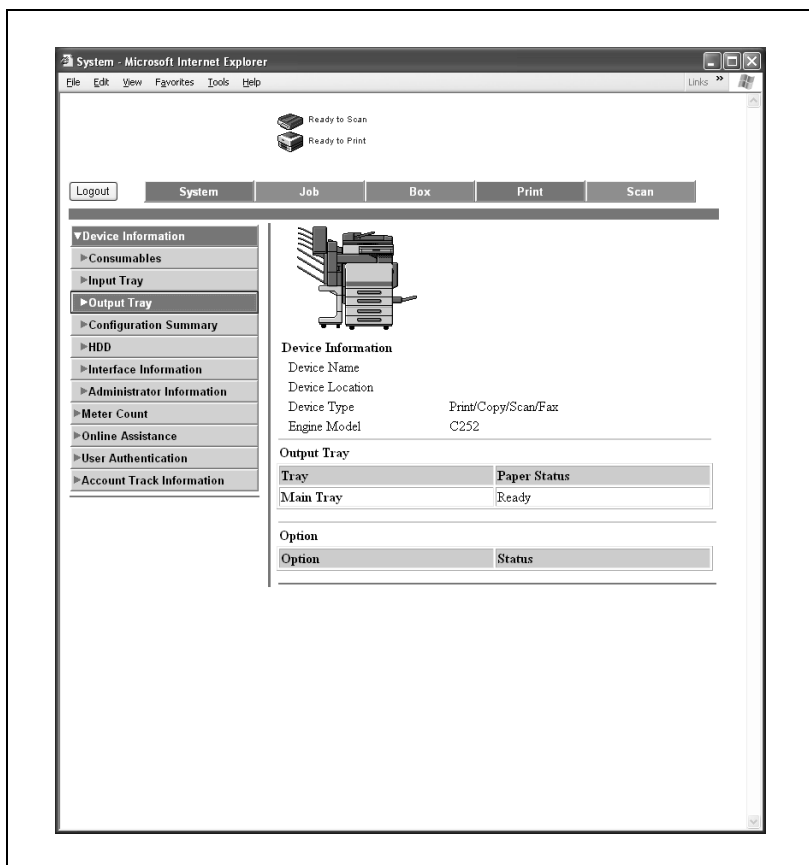 System - Microsoft Internet Explorer
File Edit View Favorites Tools Help Links »
Ready to Scan
Ready to Print
Logout System Job Box Print Scan
▼Device Information
▶Consumables
▶Input Tray
▶Output Tray
▶Configuration Summary
▶HDD
▶Interface Information
▶Administrator Information
▶Meter Count
▶Online Assistance
▶User Authentication
▶Account Track Information
Device Information
Device Name
Device Location
Device Type Print/Copy/Scan/Fax
Engine Model C252
Output Tray
Tray Paper Status
Main Tray Ready
Option
Option Status